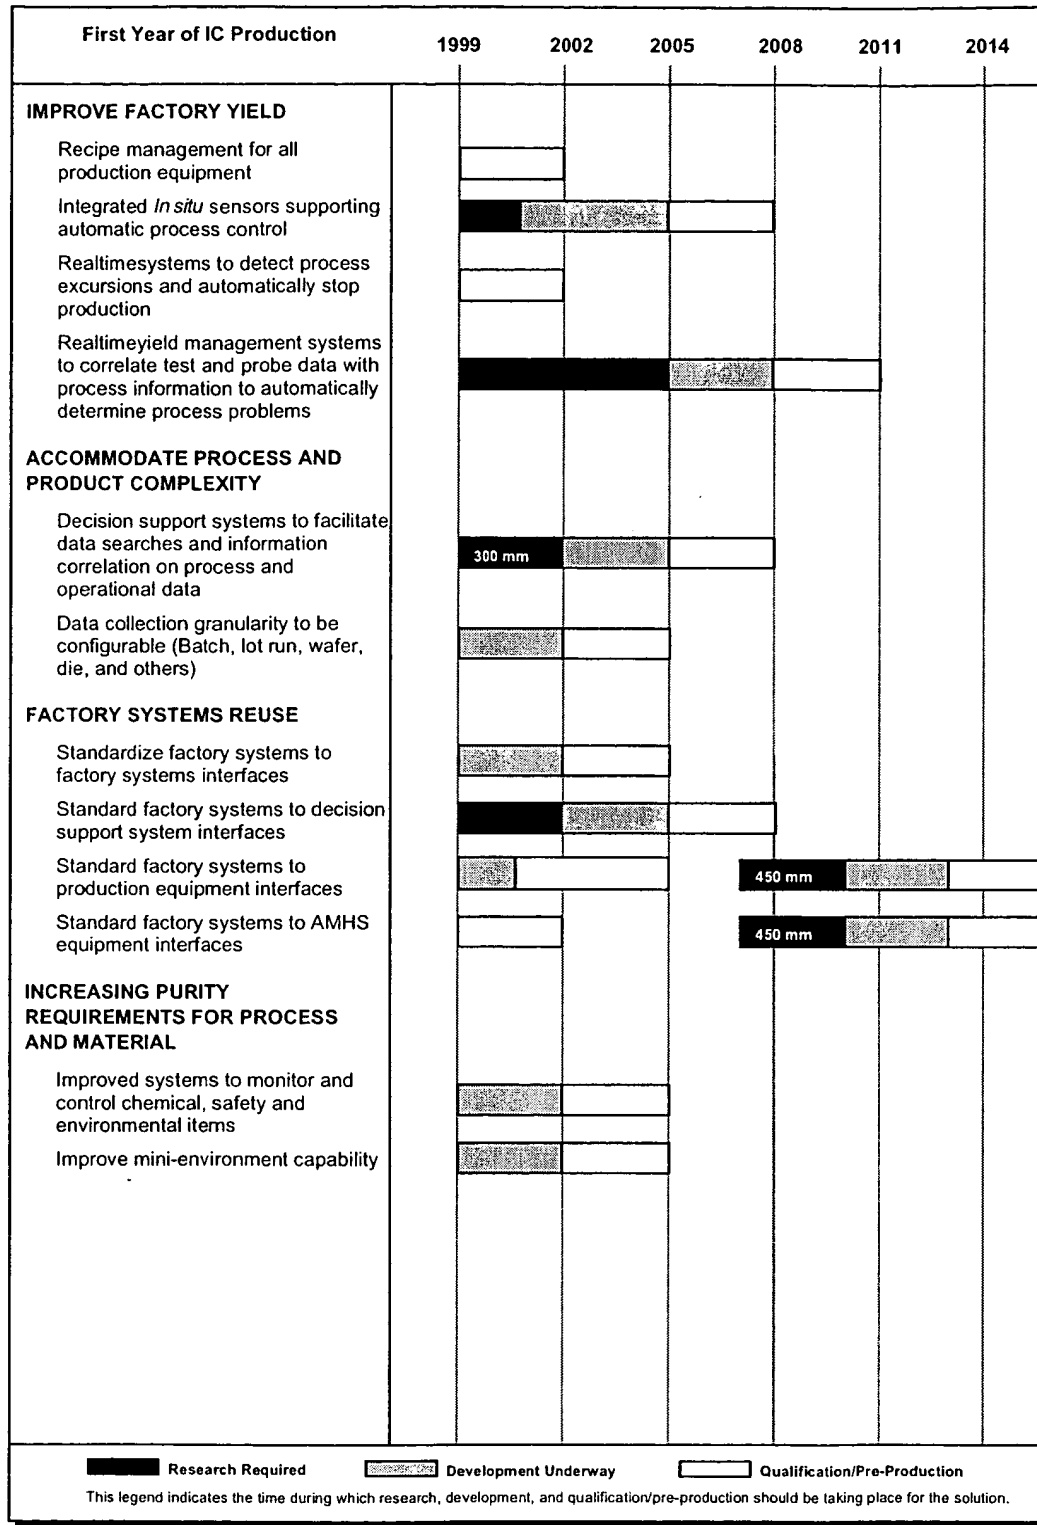 First Year of IC Production
1999 2002 2005 2008 2011 2014
IMPROVE FACTORY YIELD
Recipe management for all
production equipment
Integrated In situ sensors supporting
automatic process control
Realtimesystems to detect process
excursions and automatically stop
production
Realtimeyield management systems
to correlate test and probe data with
process information to automatically
determine process problems
ACCOMMODATE PROCESS AND
PRODUCT COMPLEXITY
Decision support systems to facilitate
data searches and information
correlation on process and
operational data
300 mm
Data collection granularity to be
configurable (Batch, lot run, wafer,
die, and others)
FACTORY SYSTEMS REUSE
Standardize factory systems to
factory systems interfaces
Standard factory systems to decision
support system interfaces
Standard factory systems to
production equipment interfaces
450 mm
Standard factory systems to AMHS
equipment interfaces
450 mm
INCREASING PURITY
REQUIREMENTS FOR PROCESS
AND MATERIAL
Improved systems to monitor and
control chemical, safety and
environmental items
Improve mini-environment capability
Research Required Development Underway Qualification/Pre-Production
This legend indicates the time during which research, development, and qualification/pre-production should be taking place for the solution.